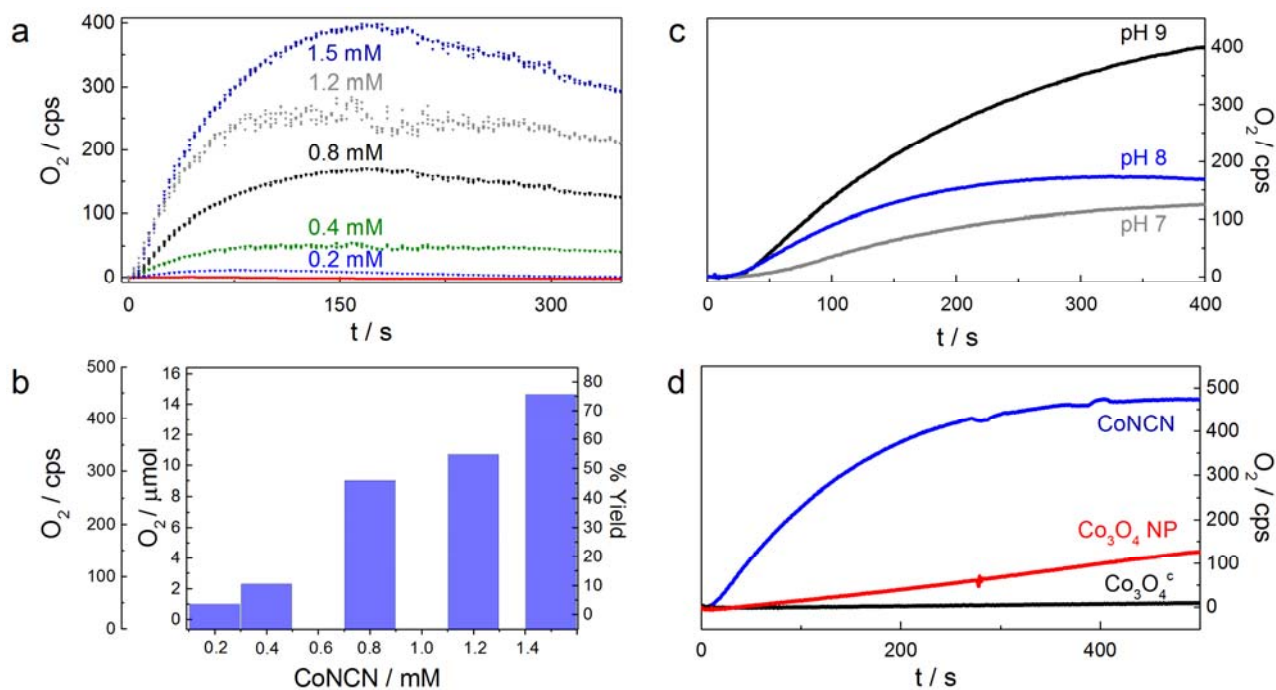 a
400
300
200
100
0
O₂ / cps
1.5 mM
1.2 mM
0.8 mM
0.4 mM
0.2 mM
0 150 300
t / s
b
500
400
300
200
100
0
O₂ / cps
16
14
12
10
8
6
4
2
0
O₂ / μmol
80
70
60
50
40
30
20
10
0
% Yield
0.2 0.4 0.6 0.8 1.0 1.2 1.4
CoNCN / mM
c
pH 9
pH 8
pH 7
400
300
200
100
0
O₂ / cps
0 100 200 300 400
t / s
d
CoNCN
Co₃O₄ NP
Co₃O₄ᶜ
500
400
300
200
100
0
O₂ / cps
0 200 400
t / s